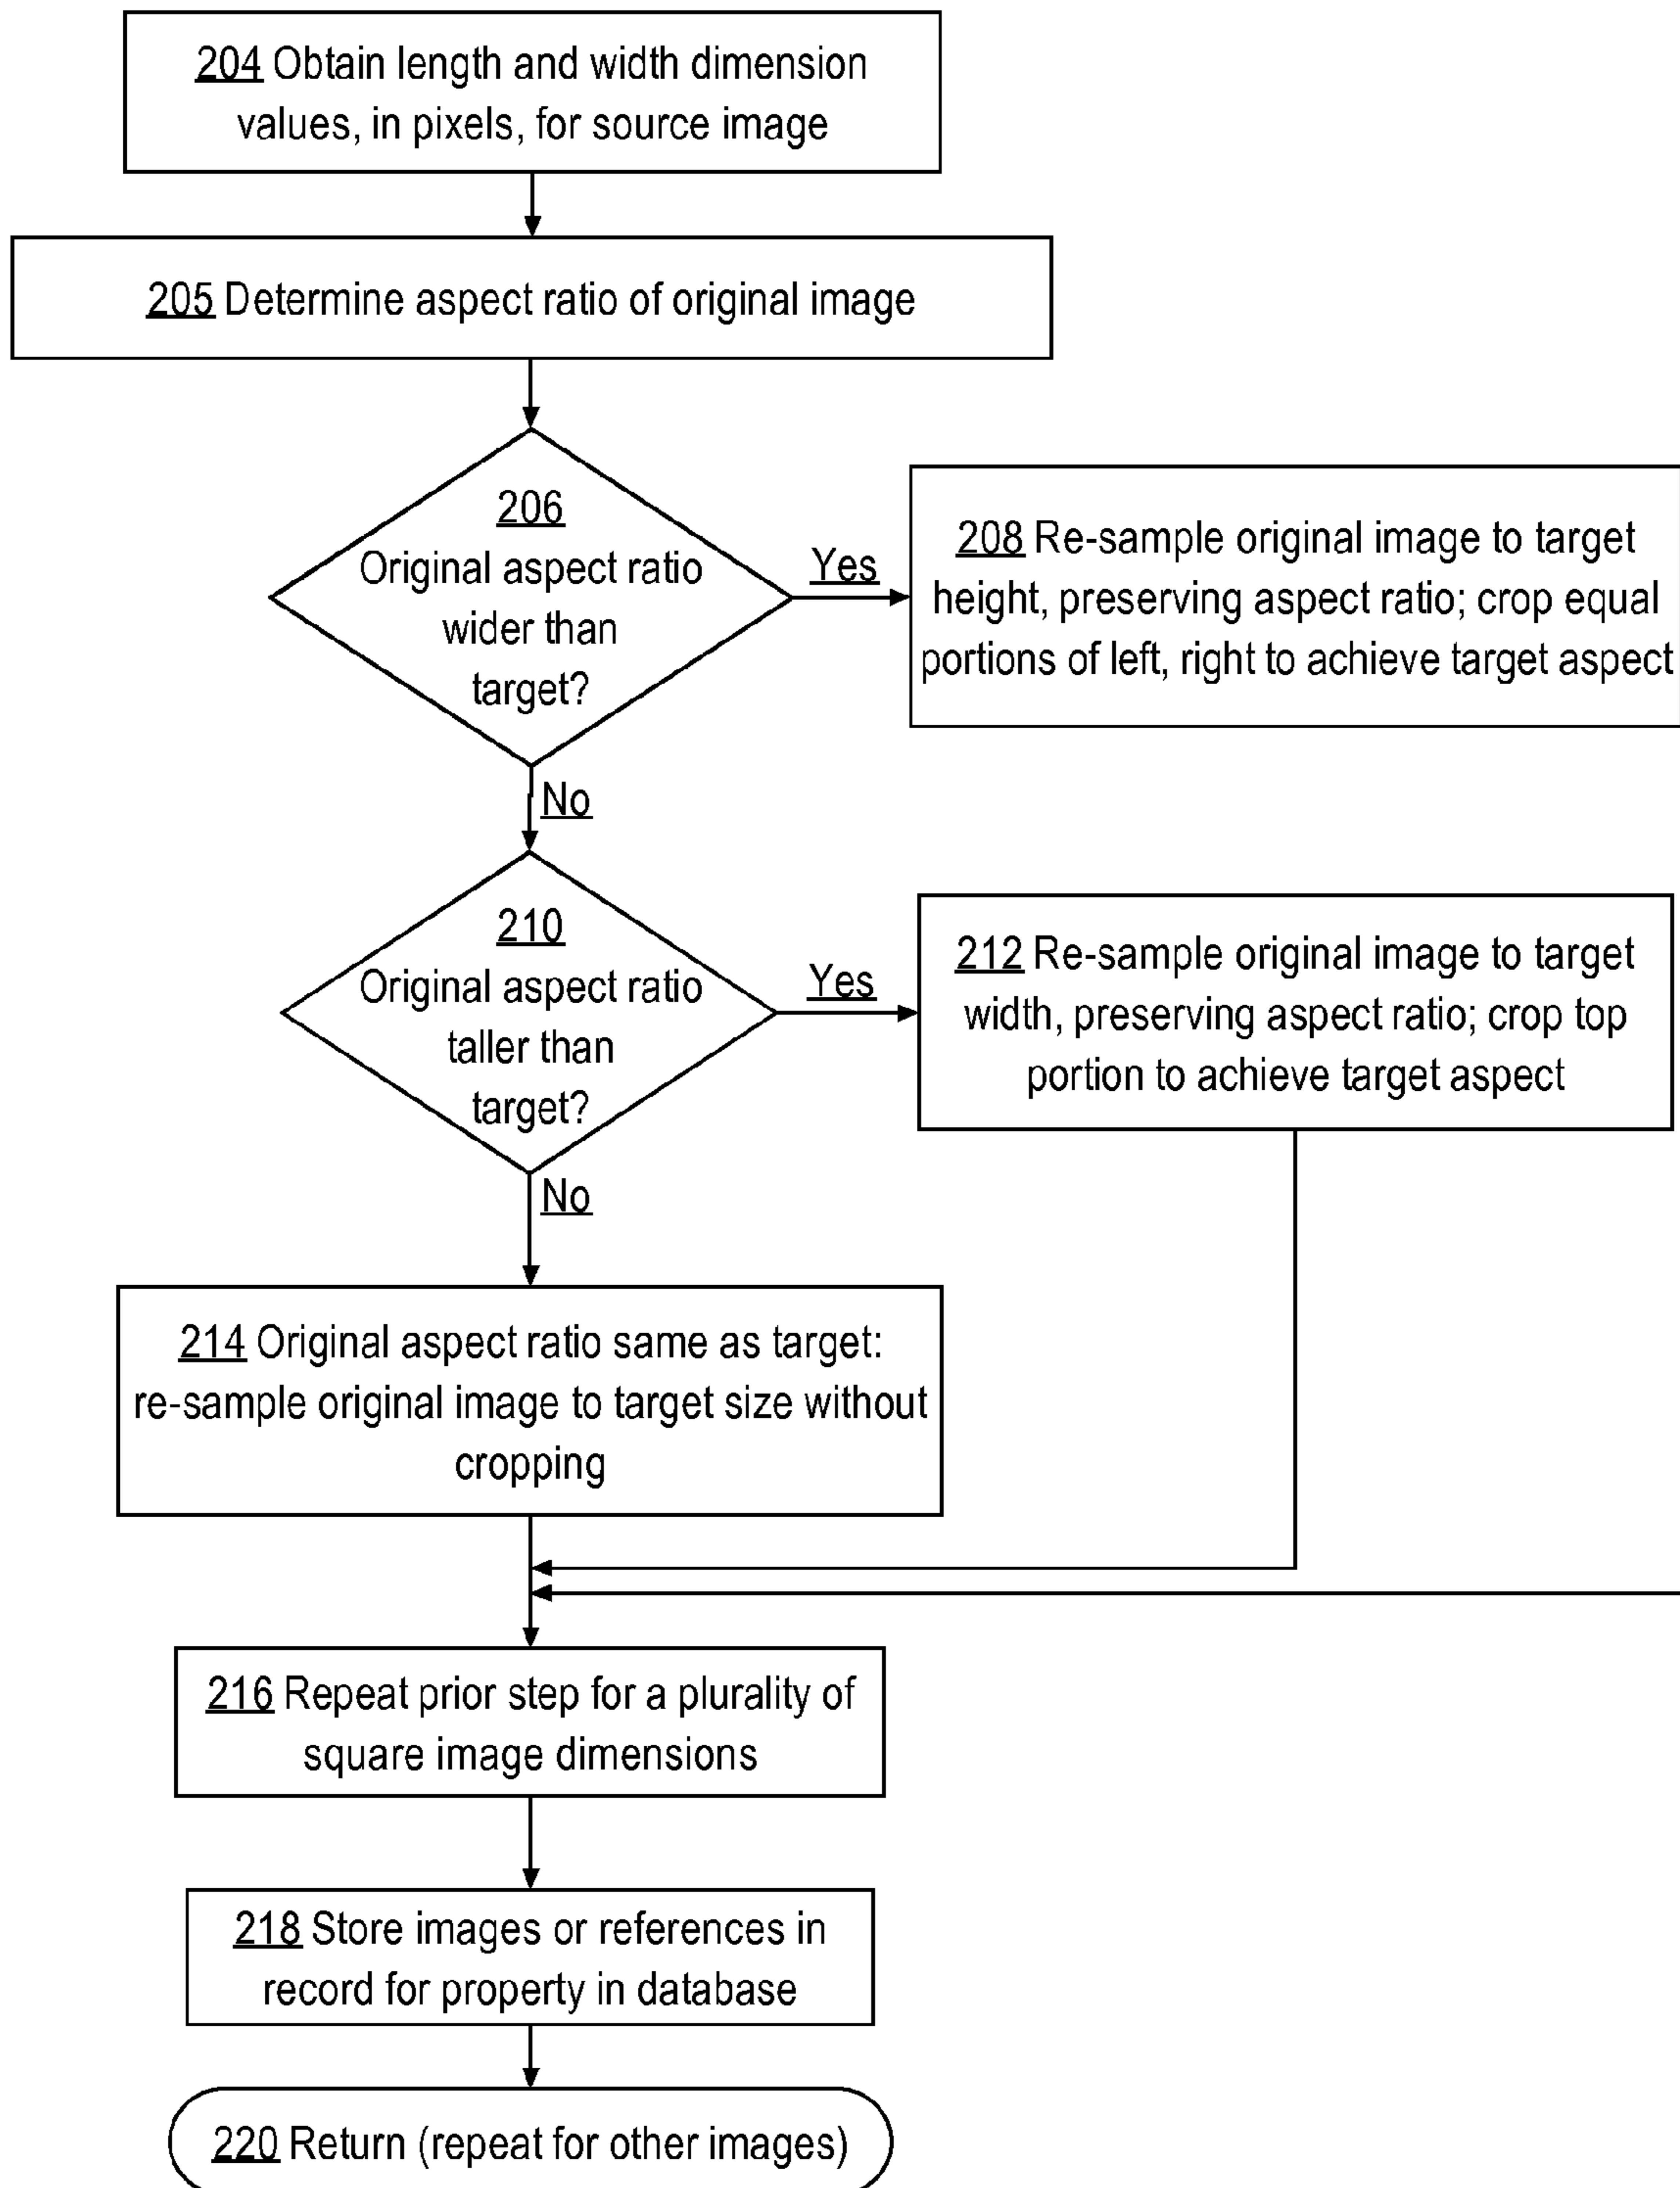 204 Obtain length and width dimension
values, in pixels, for source image
205 Determine aspect ratio of original image
206
Original aspect ratio
wider than
target?
Yes
208 Re-sample original image to target
height, preserving aspect ratio; crop equal
portions of left, right to achieve target aspect
No
210
Original aspect ratio
taller than
target?
Yes
212 Re-sample original image to target
width, preserving aspect ratio; crop top
portion to achieve target aspect
No
214 Original aspect ratio same as target:
re-sample original image to target size without
cropping
216 Repeat prior step for a plurality of
square image dimensions
218 Store images or references in
record for property in database
220 Return (repeat for other images)